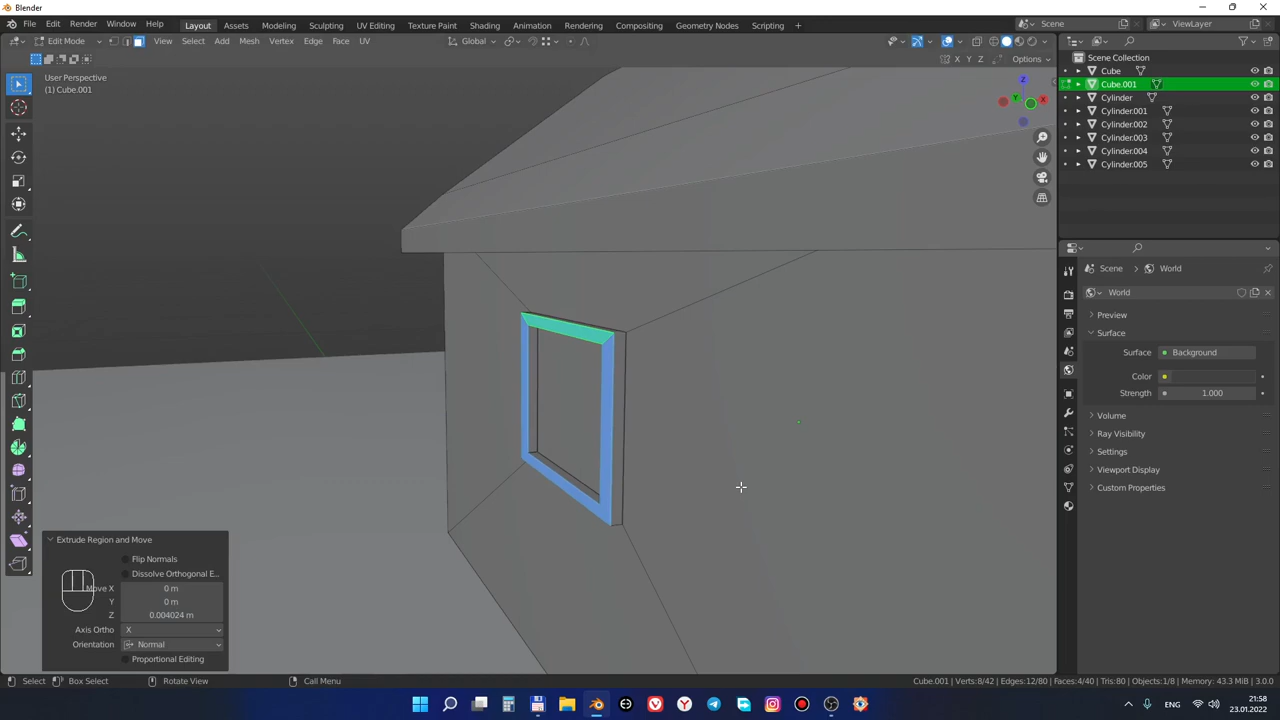 Blender
File Edit Render Window Help Layout Assets Modeling Sculpting UV Editing Texture Paint Shading Animation Rendering Compositing Geometry Nodes Scripting + Scene ViewLayer
Edit Mode View Select Add Mesh Vertex Edge Face UV Global
X Y Z Options
User Perspective
(1) Cube.001
Z
Y X
Scene Collection
Cube
Cube.001
Cylinder
Cylinder.001
Cylinder.002
Cylinder.003
Cylinder.004
Cylinder.005
Scene > World
World
Preview
Surface
Surface Background
Color
Strength 1.000
Volume
Ray Visibility
Settings
Viewport Display
Custom Properties
Extrude Region and Move
Flip Normals
Dissolve Orthogonal E...
Move X 0 m
Y 0 m
Z 0.004024 m
Axis Ortho X
Orientation Normal
Proportional Editing
Select Box Select Rotate View Call Menu Cube.001 | Verts:8/42 | Edges:12/80 | Faces:4/40 | Tris:80 | Objects:1/8 | Memory: 43.3 MiB | 3.0.0
ENG 21:58
23.01.2022